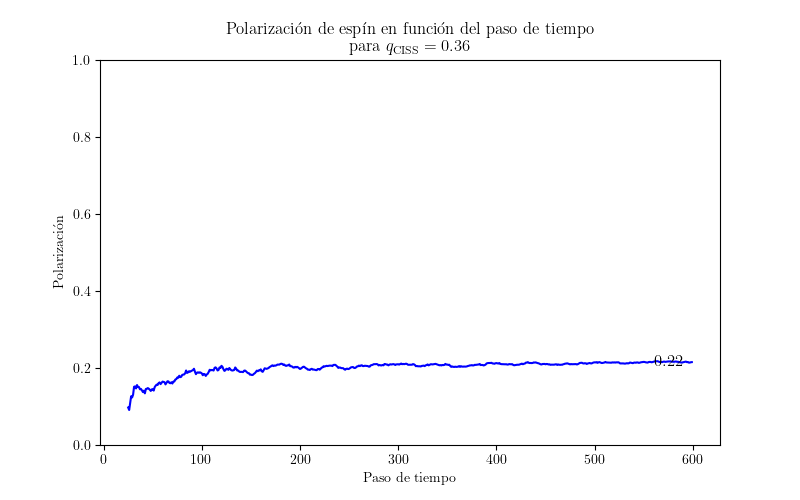 Polarización de espín en función del paso de tiempo
para q_CISS = 0.36
1.0
0.8
0.6
0.4
0.2
0.0
Polarización
0.22
0 100 200 300 400 500 600
Paso de tiempo